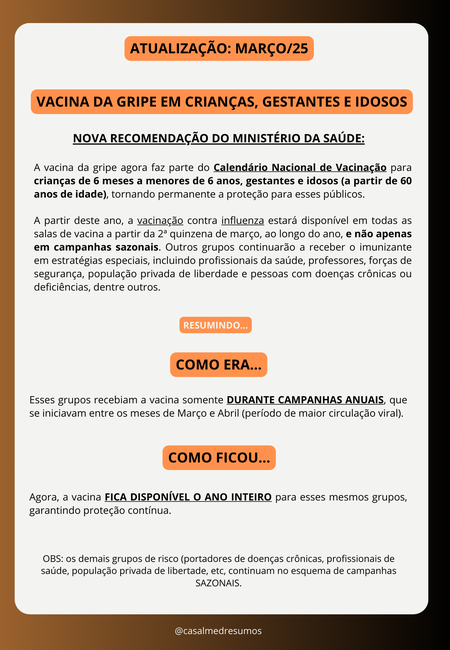 ATUALIZAÇÃO: MARÇO/25
VACINA DA GRIPE EM CRIANÇAS, GESTANTES E IDOSOS
NOVA RECOMENDAÇÃO DO MINISTÉRIO DA SAÚDE:
A vacina da gripe agora faz parte do Calendário Nacional de Vacinação para
crianças de 6 meses a menores de 6 anos, gestantes e idosos (a partir de 60
anos de idade), tornando permanente a proteção para esses públicos.
A partir deste ano, a vacinação contra influenza estará disponível em todas as
salas de vacina a partir da 2ª quinzena de março, ao longo do ano, e não apenas
em campanhas sazonais. Outros grupos continuarão a receber o imunizante
em estratégias especiais, incluindo profissionais da saúde, professores, forças de
segurança, população privada de liberdade e pessoas com doenças crônicas ou
deficiências, dentre outros.
RESUMINDO...
COMO ERA...
Esses grupos recebiam a vacina somente DURANTE CAMPANHAS ANUAIS, que
se iniciavam entre os meses de Março e Abril (período de maior circulação viral).
COMO FICOU...
Agora, a vacina FICA DISPONÍVEL O ANO INTEIRO para esses mesmos grupos,
garantindo proteção contínua.
OBS: os demais grupos de risco (portadores de doenças crônicas, profissionais de
saúde, população privada de liberdade, etc, continuam no esquema de campanhas
SAZONAIS.
@casalmedresumos